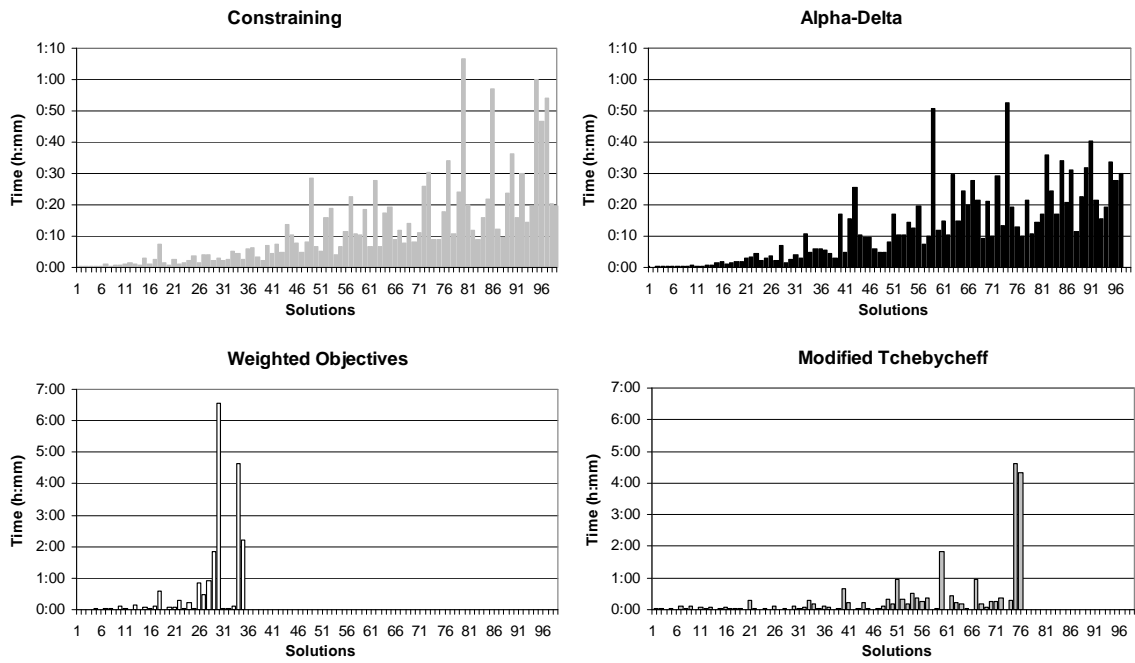 Constraining
Time (h:mm)
1:10
1:00
0:50
0:40
0:30
0:20
0:10
0:00
1 6 11 16 21 26 31 36 41 46 51 56 61 66 71 76 81 86 91 96
Solutions
Alpha-Delta
Time (h:mm)
1:10
1:00
0:50
0:40
0:30
0:20
0:10
0:00
1 6 11 16 21 26 31 36 41 46 51 56 61 66 71 76 81 86 91 96
Solutions
Weighted Objectives
Time (h:mm)
7:00
6:00
5:00
4:00
3:00
2:00
1:00
0:00
1 6 11 16 21 26 31 36 41 46 51 56 61 66 71 76 81 86 91 96
Solutions
Modified Tchebycheff
Time (h:mm)
7:00
6:00
5:00
4:00
3:00
2:00
1:00
0:00
1 6 11 16 21 26 31 36 41 46 51 56 61 66 71 76 81 86 91 96
Solutions